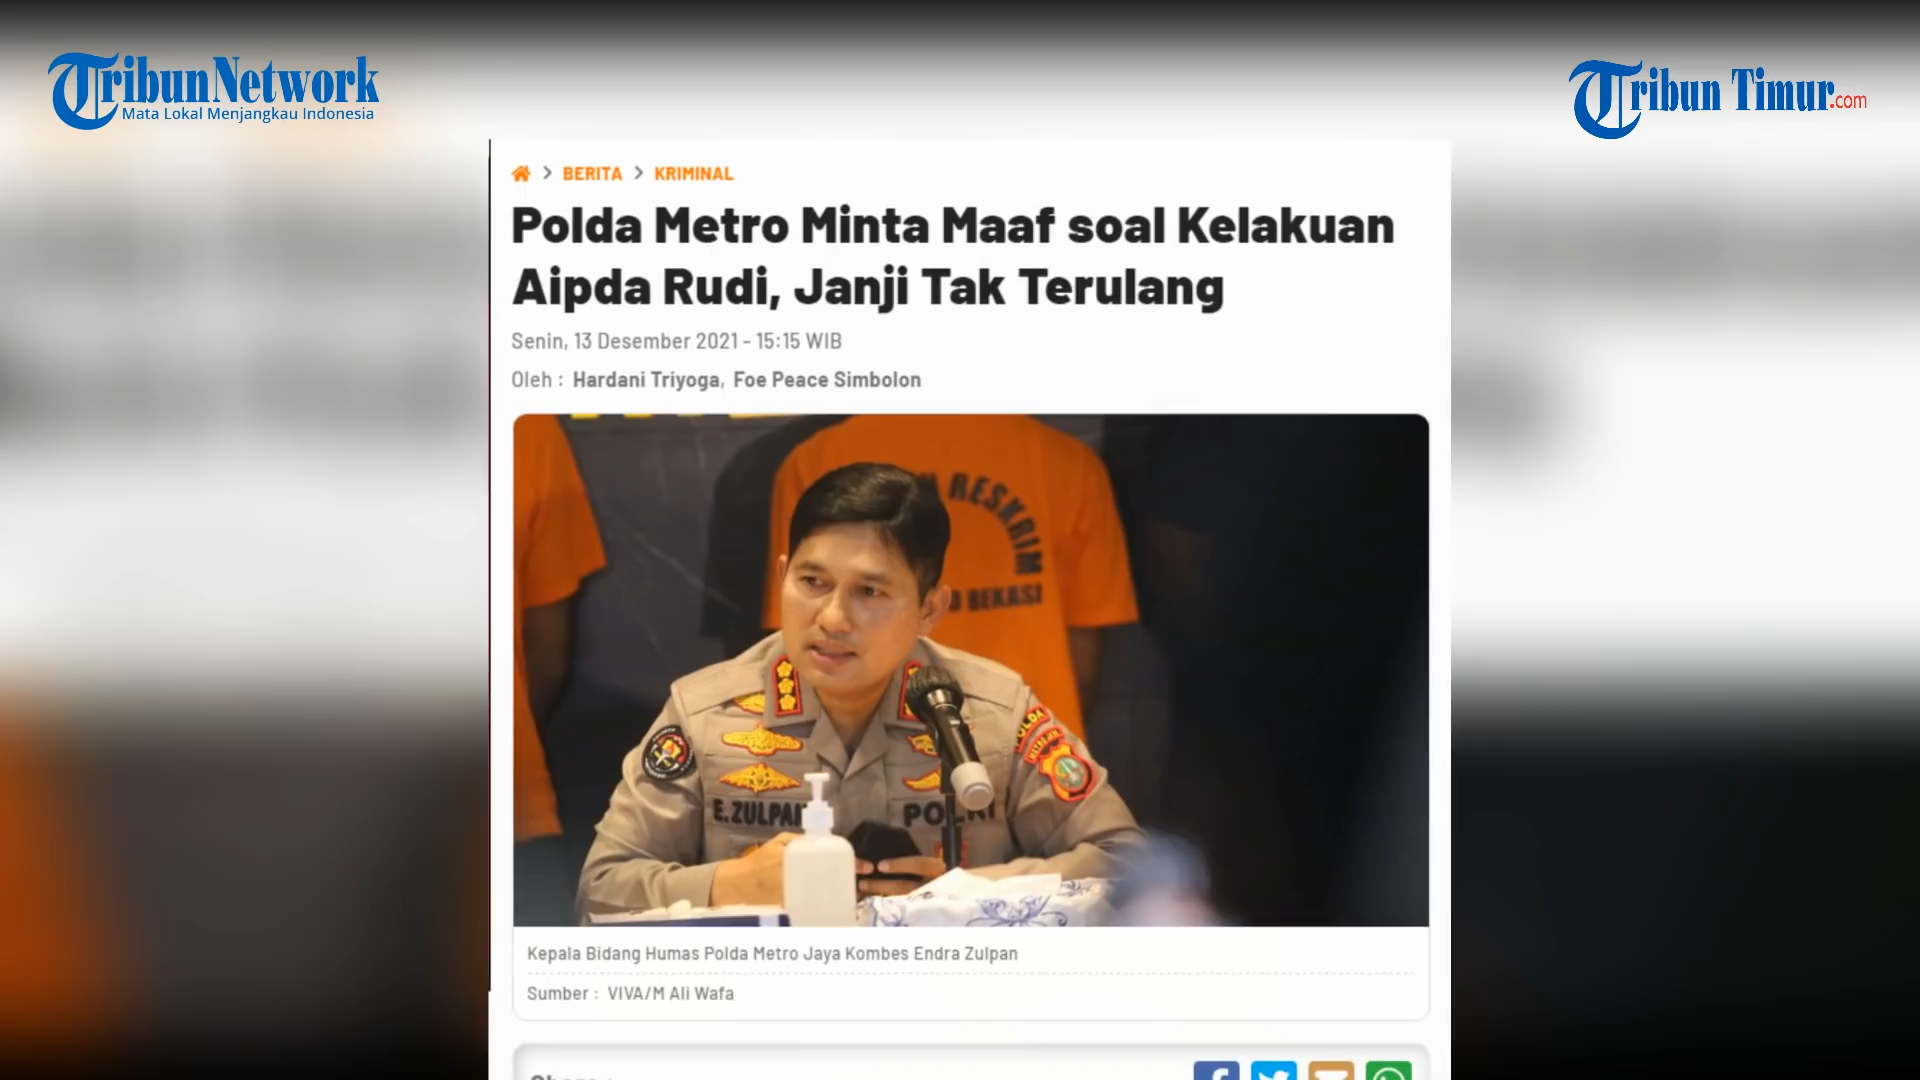 TribunNetwork
Mata Lokal Menjangkau Indonesia
Tribun Timur.com
BERITA > KRIMINAL
Polda Metro Minta Maaf soal Kelakuan
Aipda Rudi, Janji Tak Terulang
Senin, 13 Desember 2021 - 15:15 WIB
Oleh : Hardani Triyoga, Foe Peace Simbolon
RESKRIM
BEKASI
POLDA
E.ZULPAN
POLRI
Kepala Bidang Humas Polda Metro Jaya Kombes Endra Zulpan
Sumber : VIVA/M Ali Wafa